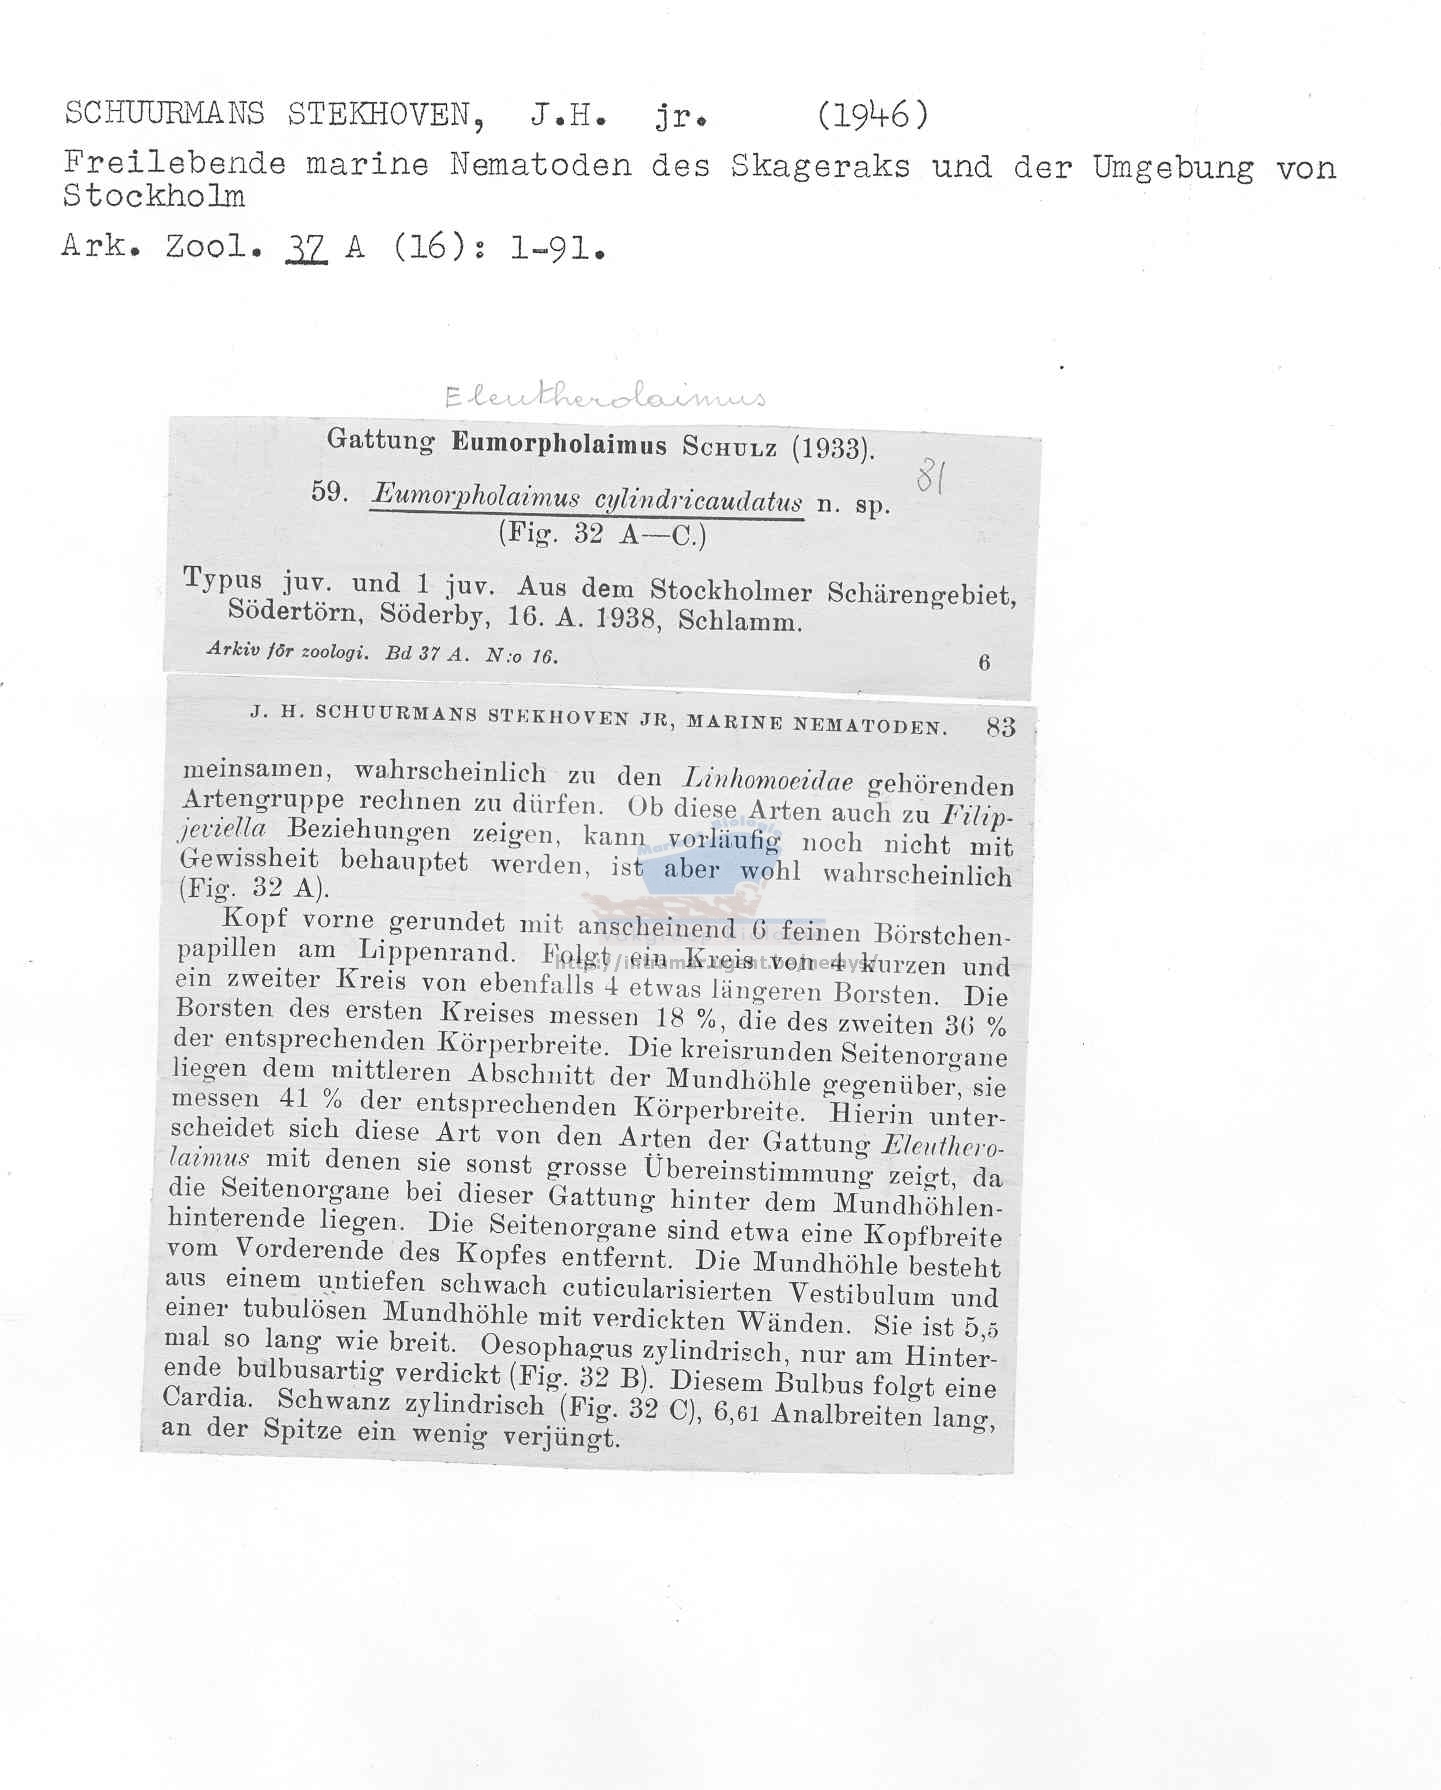 SCHUURMANS STEKHOVEN, J.H. jr. (1946)
Freilebende marine Nematoden des Skageraks und der Umgebung von
Stockholm
Ark. Zool. 37 A (16): 1-91.
Eleutherolaimus
Gattung Eumorpholaimus SCHULZ (1933).
81
59. Eumorpholaimus cylindricaudatus n. sp.
(Fig. 32 A—C.)
Typus juv. und 1 juv. Aus dem Stockholmer Schärengebiet,
Södertörn, Söderby, 16. A. 1938, Schlamm.
Arkiv för zoologi. Bd 37 A. N:o 16.
6
J. H. SCHUURMANS STEKHOVEN JR, MARINE NEMATODEN. 83
meinsamen, wahrscheinlich zu den Linhomoeidae gehörenden
Artengruppe rechnen zu dürfen. Ob diese Arten auch zu Filip-
jeviella Beziehungen zeigen, kann vorläufig noch nicht mit
Gewissheit behauptet werden, ist aber wohl wahrscheinlich
(Fig. 32 A).
Kopf vorne gerundet mit anscheinend 6 feinen Börstchen-
papillen am Lippenrand. Folgt ein Kreis von 4 kurzen und
ein zweiter Kreis von ebenfalls 4 etwas längeren Borsten. Die
Borsten des ersten Kreises messen 18 %, die des zweiten 36 %
der entsprechenden Körperbreite. Die kreisrunden Seitenorgane
liegen dem mittleren Abschnitt der Mundhöhle gegenüber, sie
messen 41 % der entsprechenden Körperbreite. Hierin unter-
scheidet sich diese Art von den Arten der Gattung Eleuthero-
laimus mit denen sie sonst grosse Übereinstimmung zeigt, da
die Seitenorgane bei dieser Gattung hinter dem Mundhöhlen-
hinterende liegen. Die Seitenorgane sind etwa eine Kopfbreite
vom Vorderende des Kopfes entfernt. Die Mundhöhle besteht
aus einem untiefen schwach cuticularisierten Vestibulum und
einer tubulösen Mundhöhle mit verdickten Wänden. Sie ist 5,5
mal so lang wie breit. Oesophagus zylindrisch, nur am Hinter-
ende bulbusartig verdickt (Fig. 32 B). Diesem Bulbus folgt eine
Cardia. Schwanz zylindrisch (Fig. 32 C), 6,61 Analbreiten lang,
an der Spitze ein wenig verjüngt.